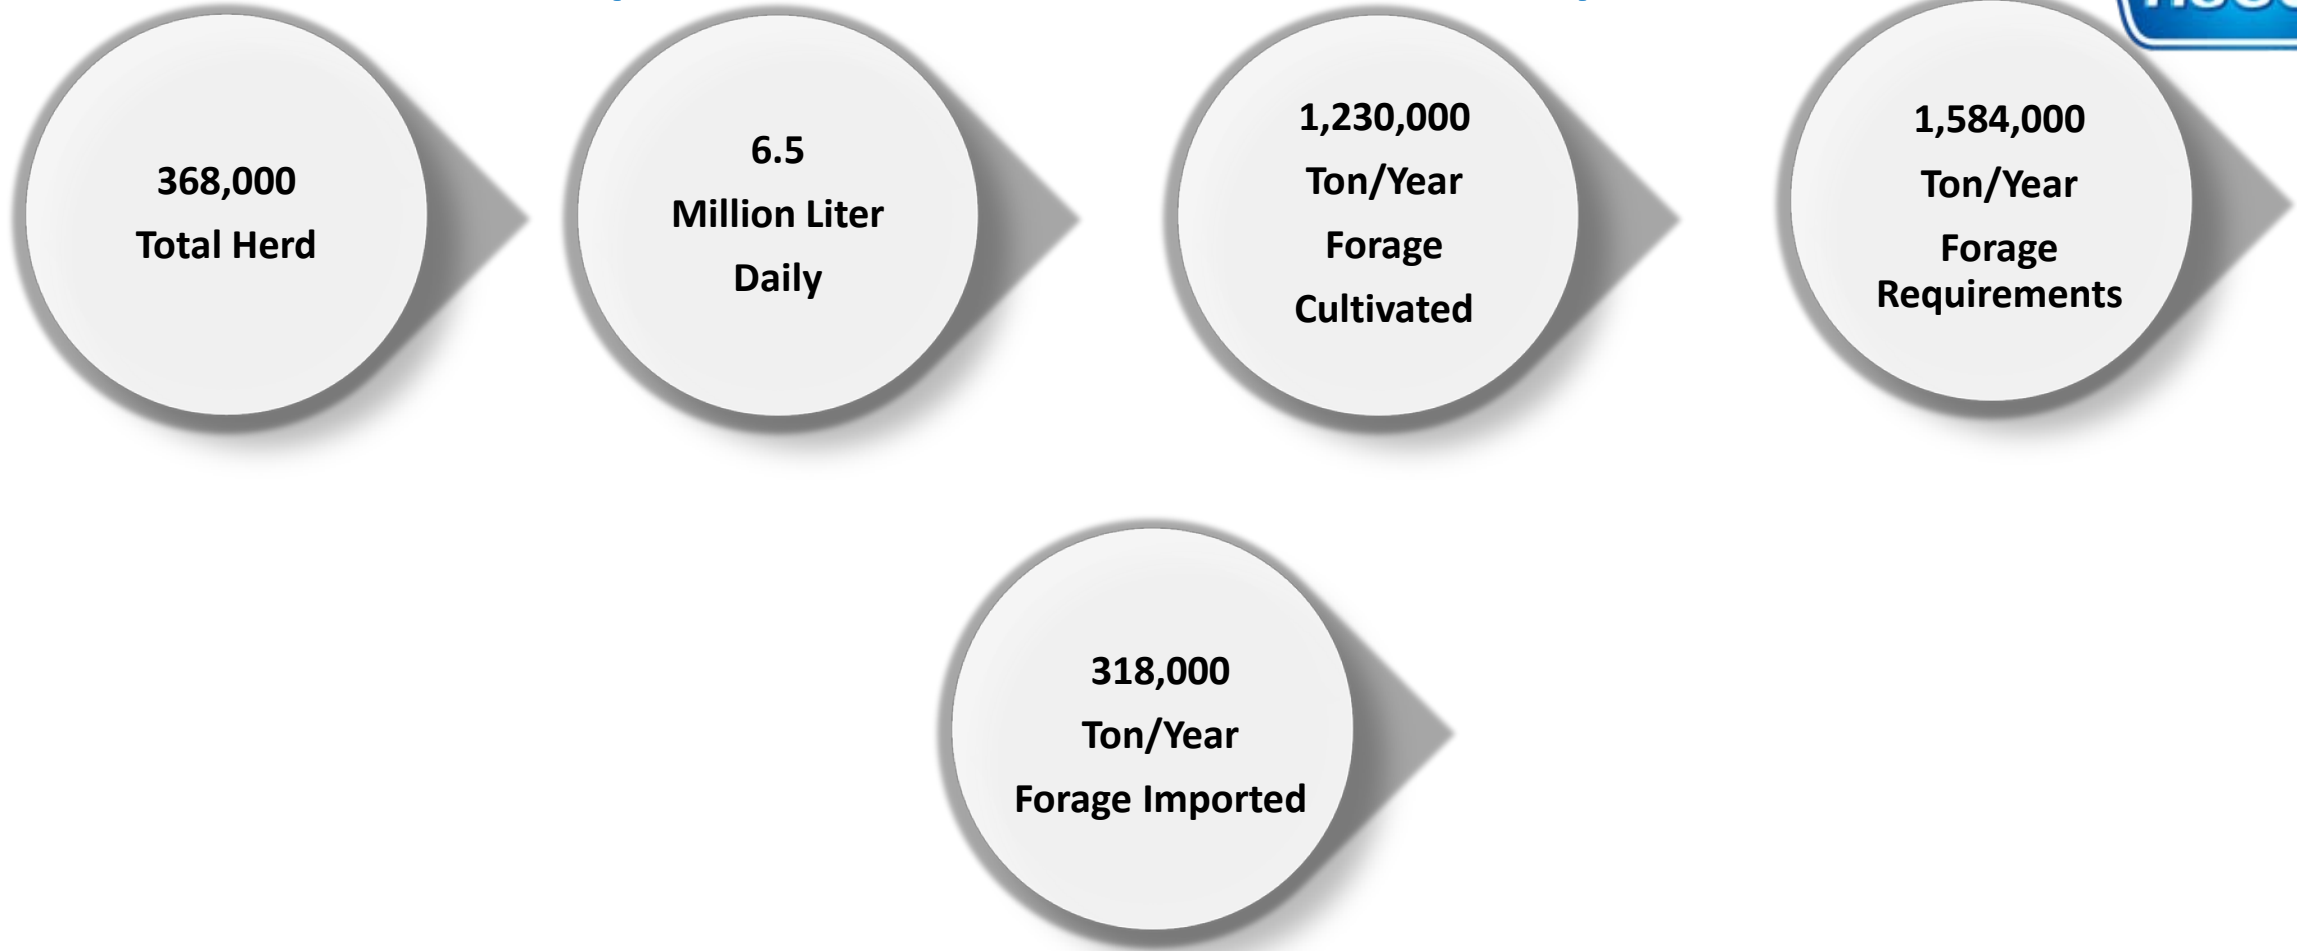 368,000
Total Herd
6.5
Million Liter
Daily
1,230,000
Ton/Year
Forage
Cultivated
1,584,000
Ton/Year
Forage
Requirements
318,000
Ton/Year
Forage Imported